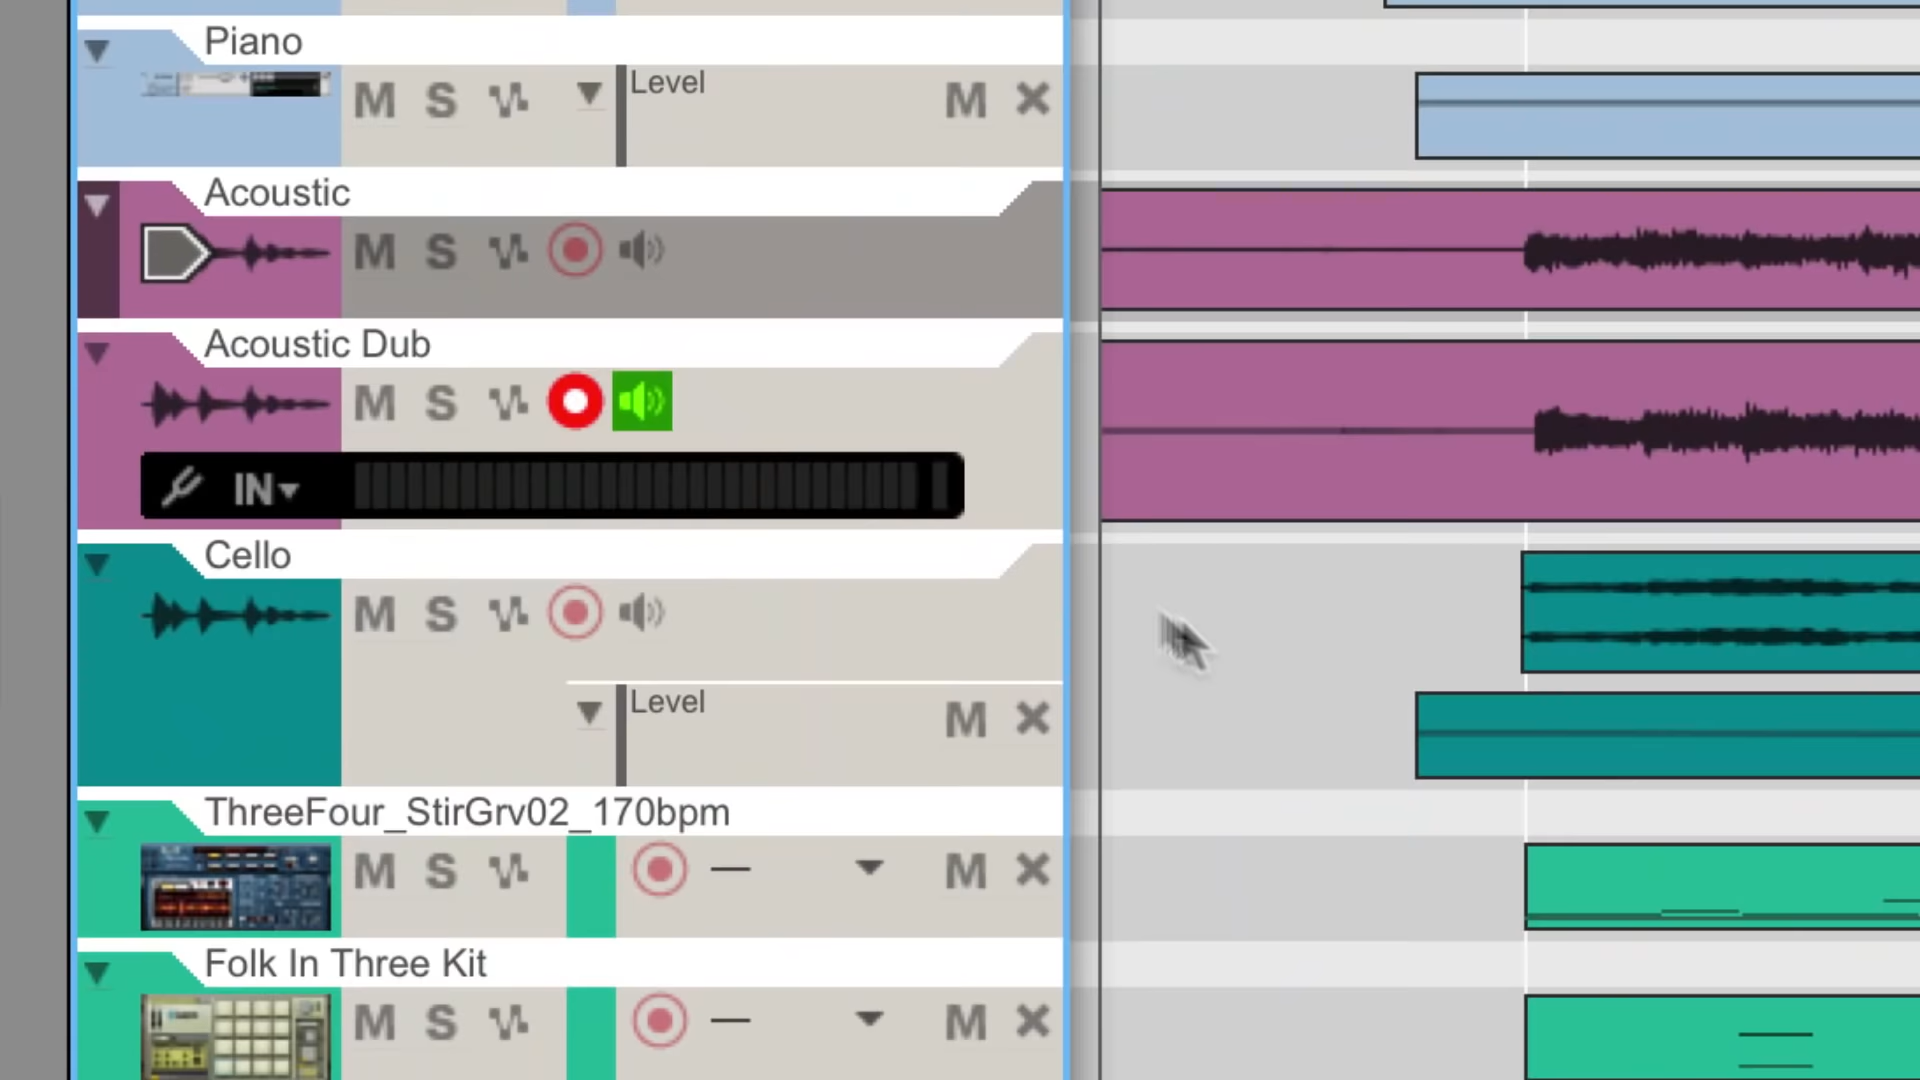 Piano
M S Level M
Acoustic
M S
Acoustic Dub
M S
IN
Cello
M S
Level M
ThreeFour_StirGrv02_170bpm
M S M
Folk In Three Kit
M S M